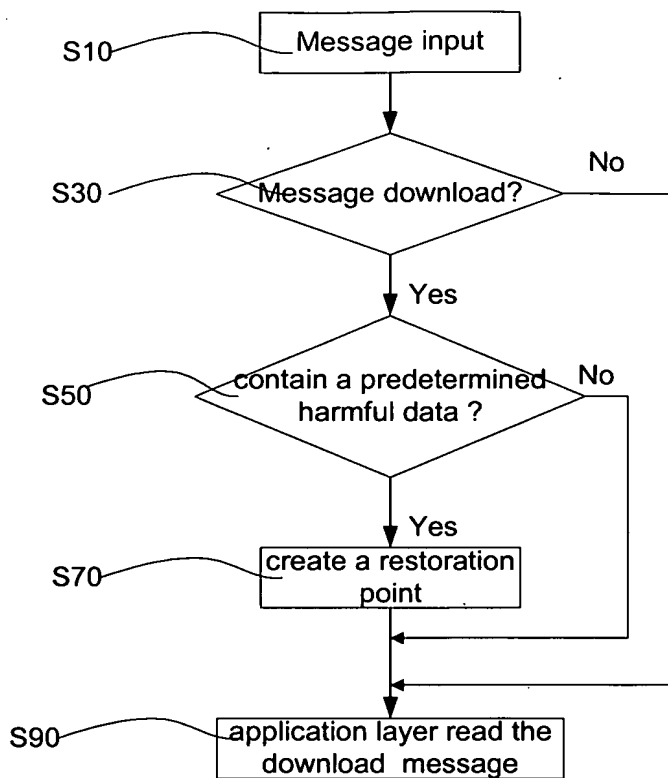 S10
Message input
S30
Message download?
No
Yes
S50
contain a predetermined
harmful data ?
No
Yes
S70
create a restoration
point
S90
application layer read the
download message